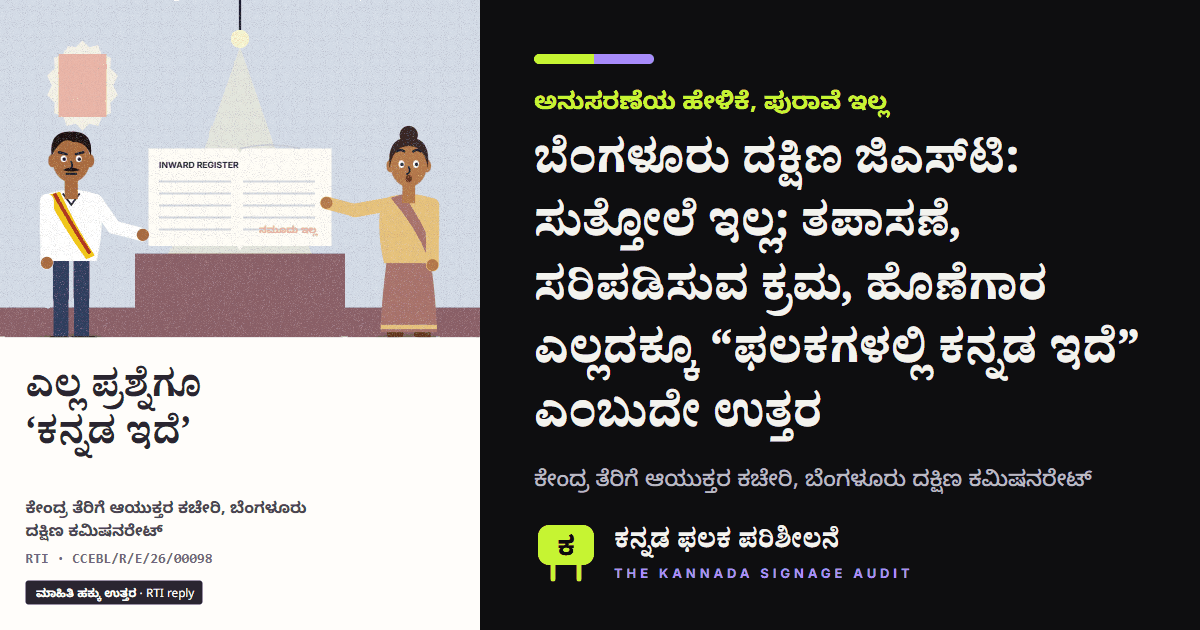 INWARD REGISTER
ನಮೂದು ಇಲ್ಲ
ಎಲ್ಲ ಪ್ರಶ್ನೆಗೂ
‘ಕನ್ನಡ ಇದೆ’
ಕೇಂದ್ರ ತೆರಿಗೆ ಆಯುಕ್ತರ ಕಚೇರಿ, ಬೆಂಗಳೂರು
ದಕ್ಷಿಣ ಕಮಿಷನರೇಟ್
RTI · CCEBL/R/E/26/00098
ಮಾಹಿತಿ ಹಕ್ಕು ಉತ್ತರ · RTI reply
ಅನುಸರಣೆಯ ಹೇಳಿಕೆ, ಪುರಾವೆ ಇಲ್ಲ
ಬೆಂಗಳೂರು ದಕ್ಷಿಣ ಜಿಎಸ್‌ಟಿ:
ಸುತ್ತೋಲೆ ಇಲ್ಲ; ತಪಾಸಣೆ,
ಸರಿಪಡಿಸುವ ಕ್ರಮ, ಹೊಣೆಗಾರ
ಎಲ್ಲದಕ್ಕೂ “ಫಲಕಗಳಲ್ಲಿ ಕನ್ನಡ ಇದೆ”
ಎಂಬುದೇ ಉತ್ತರ
ಕೇಂದ್ರ ತೆರಿಗೆ ಆಯುಕ್ತರ ಕಚೇರಿ, ಬೆಂಗಳೂರು ದಕ್ಷಿಣ ಕಮಿಷನರೇಟ್
ಕ
ಕನ್ನಡ ಫಲಕ ಪರಿಶೀಲನೆ
THE KANNADA SIGNAGE AUDIT